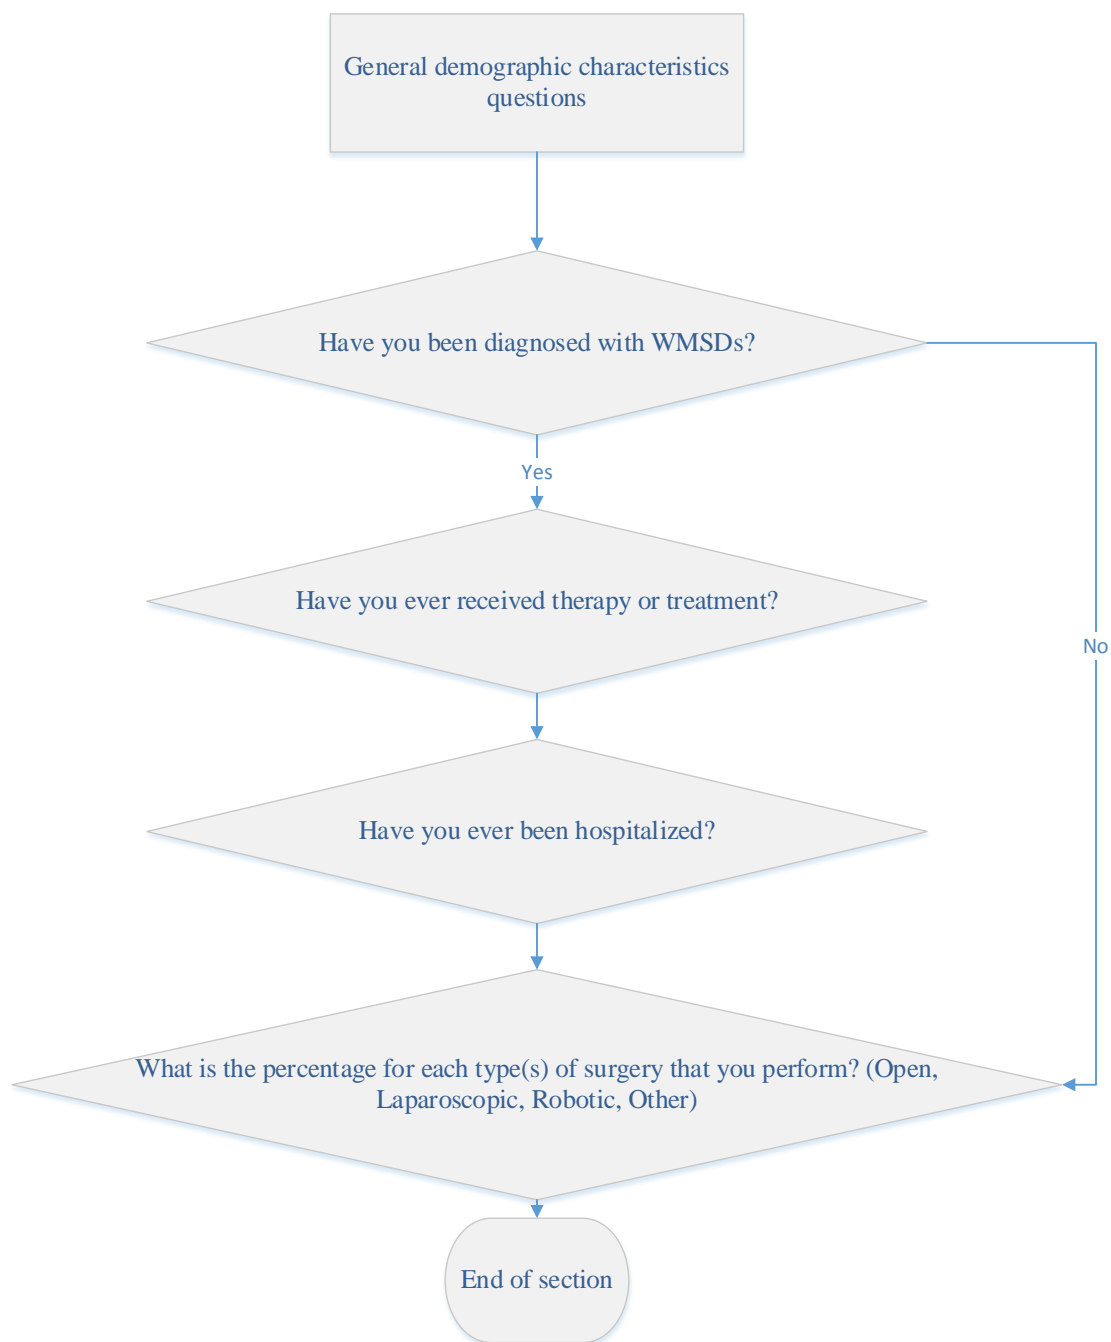 General demographic characteristics
questions
Have you been diagnosed with WMSDs?
Yes
Have you ever received therapy or treatment?
No
Have you ever been hospitalized?
What is the percentage for each type(s) of surgery that you perform? (Open,
Laparoscopic, Robotic, Other)
End of section